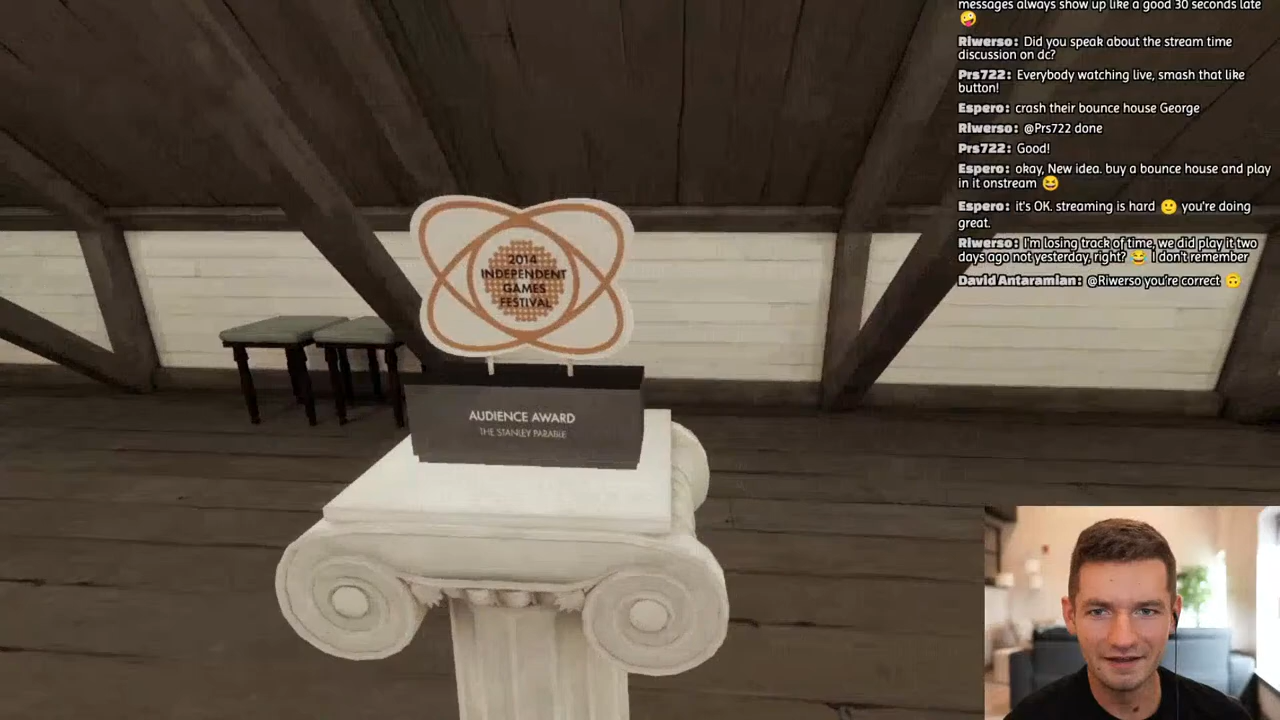 messages always show up like a good 30 seconds late
🤪
Riwerso: Did you speak about the stream time
discussion on dc?
Prs722: Everybody watching live, smash that like
button!
Espero: crash their bounce house George
Riwerso: @Prs722 done
Prs722: Good!
Espero: okay, New idea. buy a bounce house and play
in it onstream 😆
Espero: it's OK. streaming is hard 🙂 you're doing
great.
Riwerso: I'm losing track of time, we did play it two
days ago not yesterday, right? 😂 I don't remember
David Antaramian: @Riwerso you're correct 🙃
2014
INDEPENDENT
GAMES
FESTIVAL
AUDIENCE AWARD
THE STANLEY PARABLE